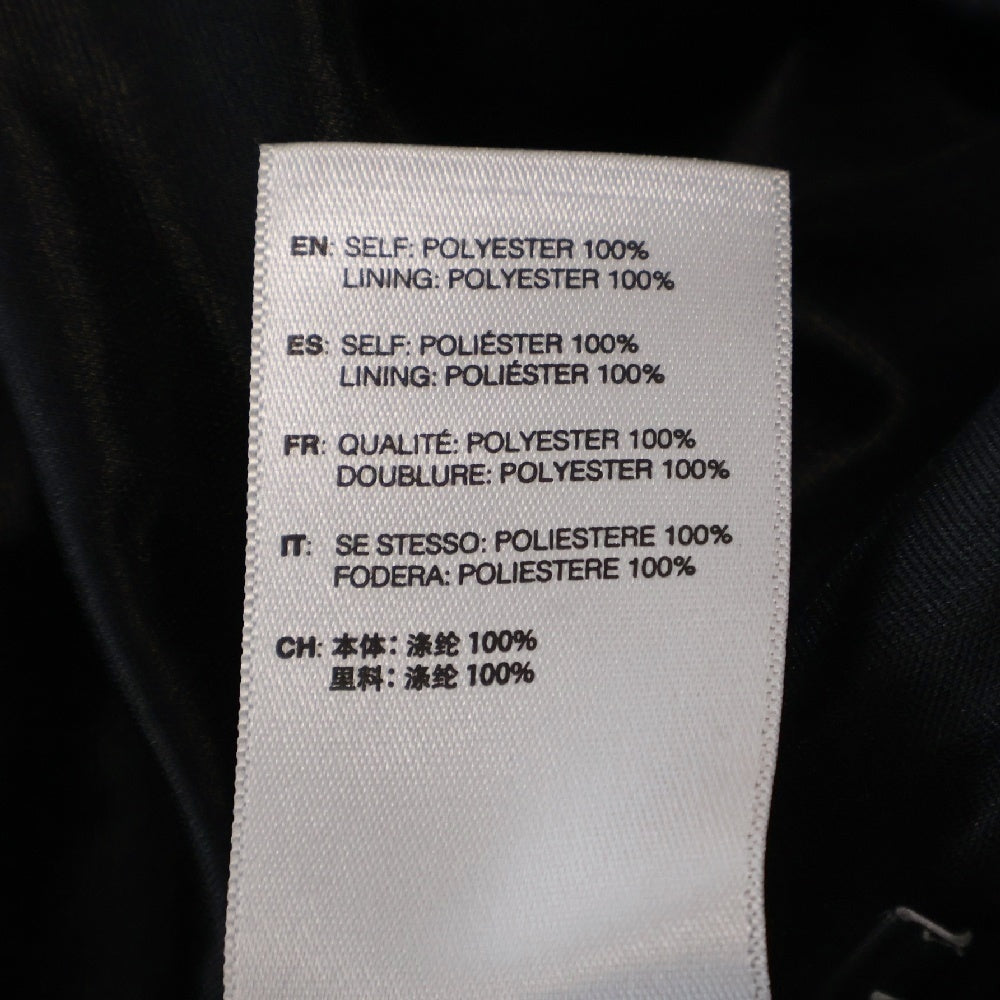 EN: SELF: POLYESTER 100%
LINING: POLYESTER 100%
ES: SELF: POLIÉSTER 100%
LINING: POLIÉSTER 100%
FR: QUALITÉ: POLYESTER 100%
DOUBLURE: POLYESTER 100%
IT: SE STESSO: POLIESTERE 100%
FODERA: POLIESTERE 100%
CH: 本体: 涤纶 100%
里料: 涤纶 100%